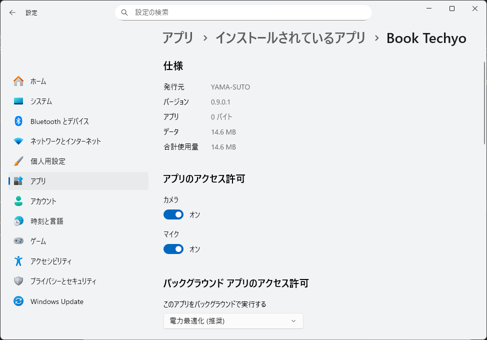 設定
設定の検索
アプリ › インストールされているアプリ › Book Techyo
仕様
発行元 YAMA-SUTO
バージョン 0.9.0.1
アプリ 0 バイト
データ 14.6 MB
合計使用量 14.6 MB
アプリのアクセス許可
カメラ
オン
マイク
オン
バックグラウンド アプリのアクセス許可
このアプリをバックグラウンドで実行する
電力最適化 (推奨)
ホーム
システム
Bluetooth とデバイス
ネットワークとインターネット
個人用設定
アプリ
アカウント
時刻と言語
ゲーム
アクセシビリティ
プライバシーとセキュリティ
Windows Update